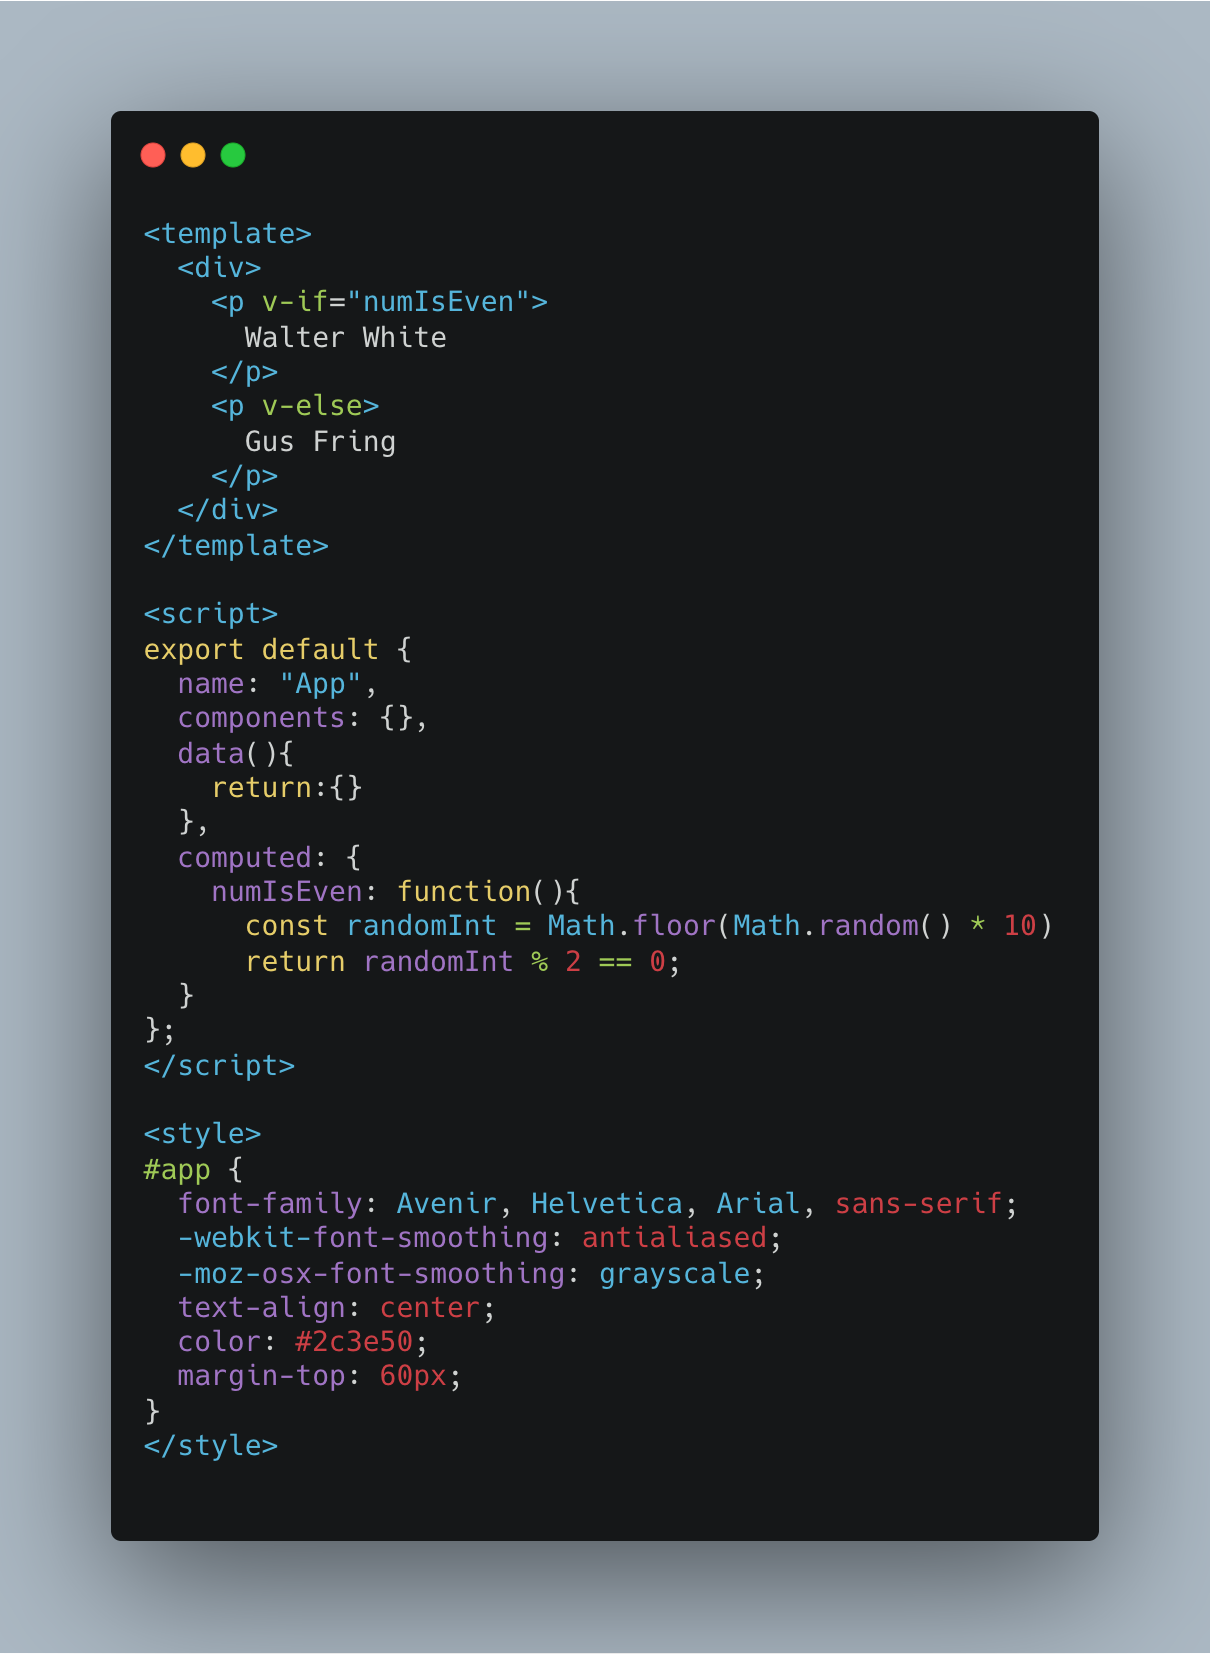 <template>
  <div>
    <p v-if="numIsEven">
      Walter White
    </p>
    <p v-else>
      Gus Fring
    </p>
  </div>
</template>

<script>
export default {
  name: "App",
  components: {},
  data(){
    return:{}
  },
  computed: {
    numIsEven: function(){
      const randomInt = Math.floor(Math.random() * 10)
      return randomInt % 2 == 0;
  }
};
</script>

<style>
#app {
  font-family: Avenir, Helvetica, Arial, sans-serif;
  -webkit-font-smoothing: antialiased;
  -moz-osx-font-smoothing: grayscale;
  text-align: center;
  color: #2c3e50;
  margin-top: 60px;
}
</style>